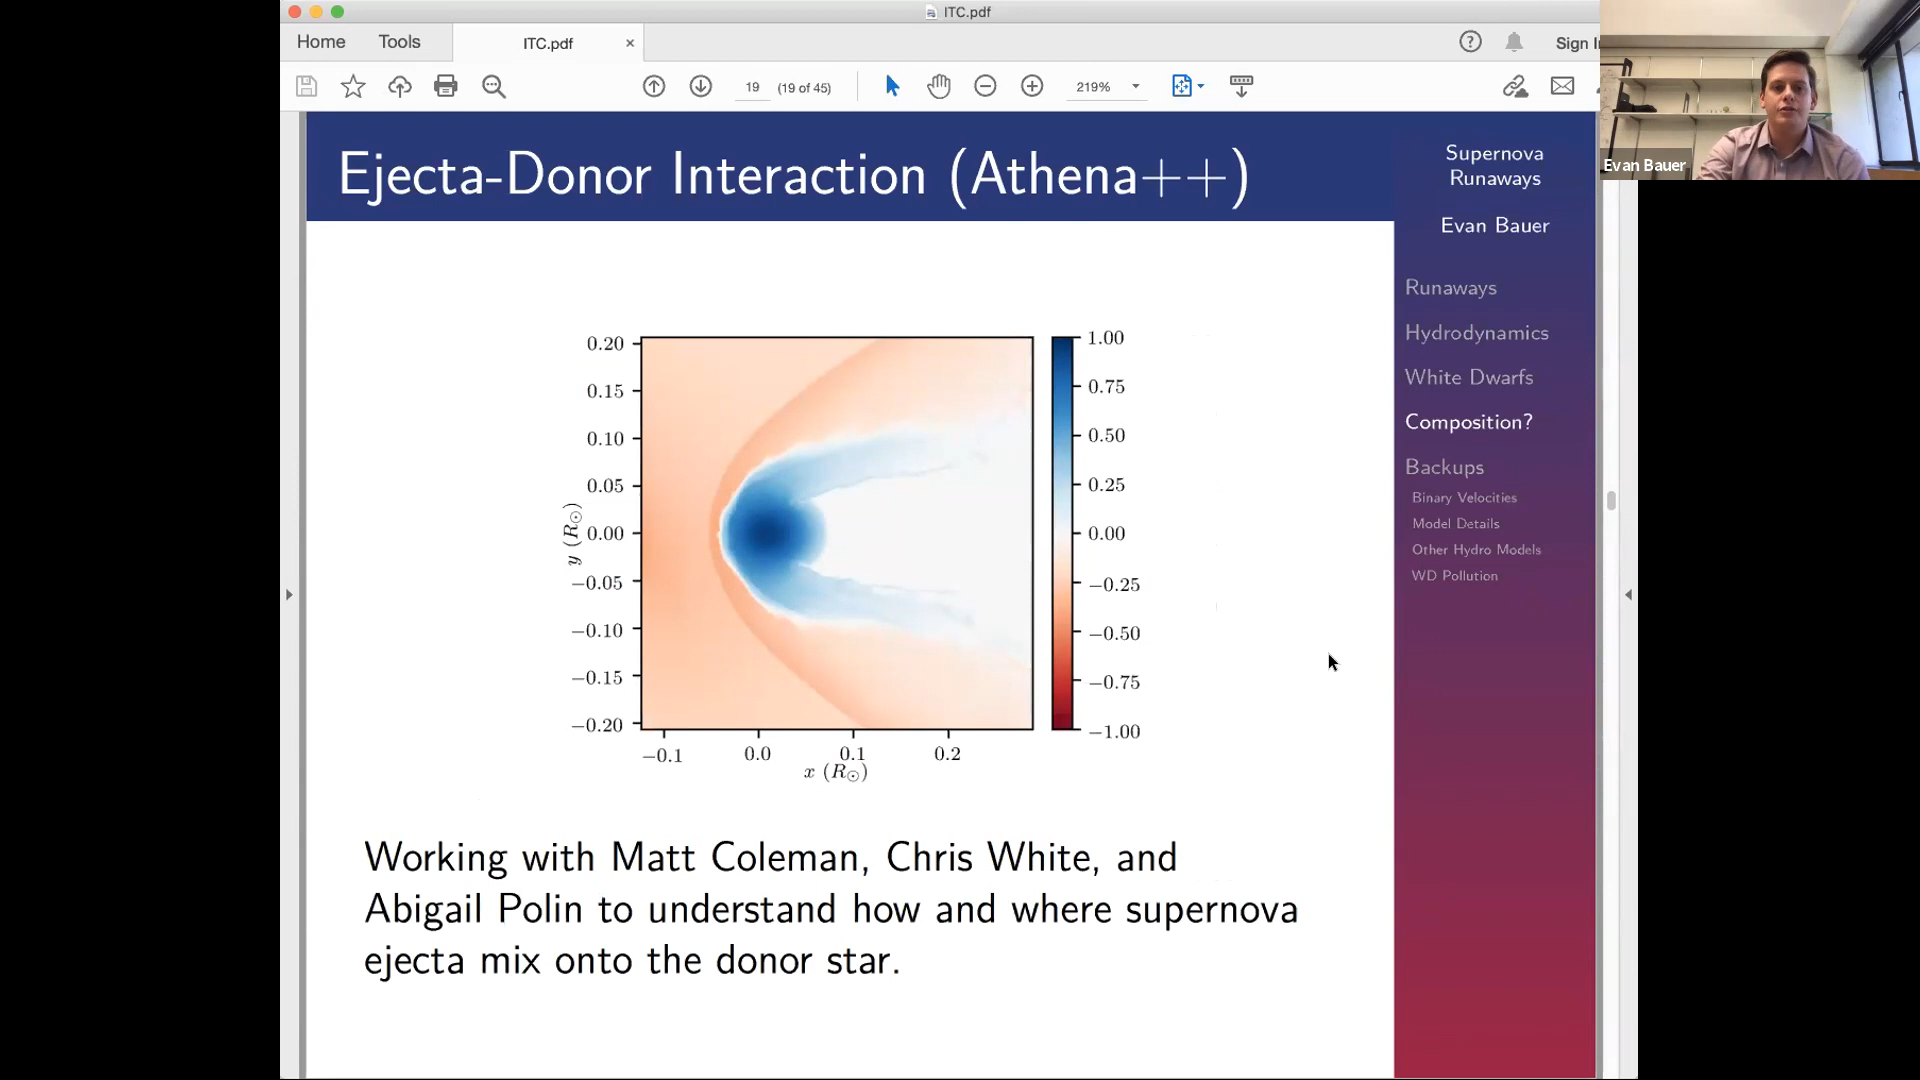 ITC.pdf
Home
Tools
ITC.pdf
×
Sign I
19
(19 of 45)
219%
Ejecta-Donor Interaction (Athena++)
Supernova
Runaways
Evan Bauer
Evan Bauer
Runaways
Hydrodynamics
White Dwarfs
Composition?
Backups
Binary Velocities
Model Details
Other Hydro Models
WD Pollution
0.20
0.15
0.10
0.05
0.00
−0.05
−0.10
−0.15
−0.20
y (R☉)
−0.1
0.0
0.1
0.2
x (R☉)
1.00
0.75
0.50
0.25
0.00
−0.25
−0.50
−0.75
−1.00
Working with Matt Coleman, Chris White, and
Abigail Polin to understand how and where supernova
ejecta mix onto the donor star.